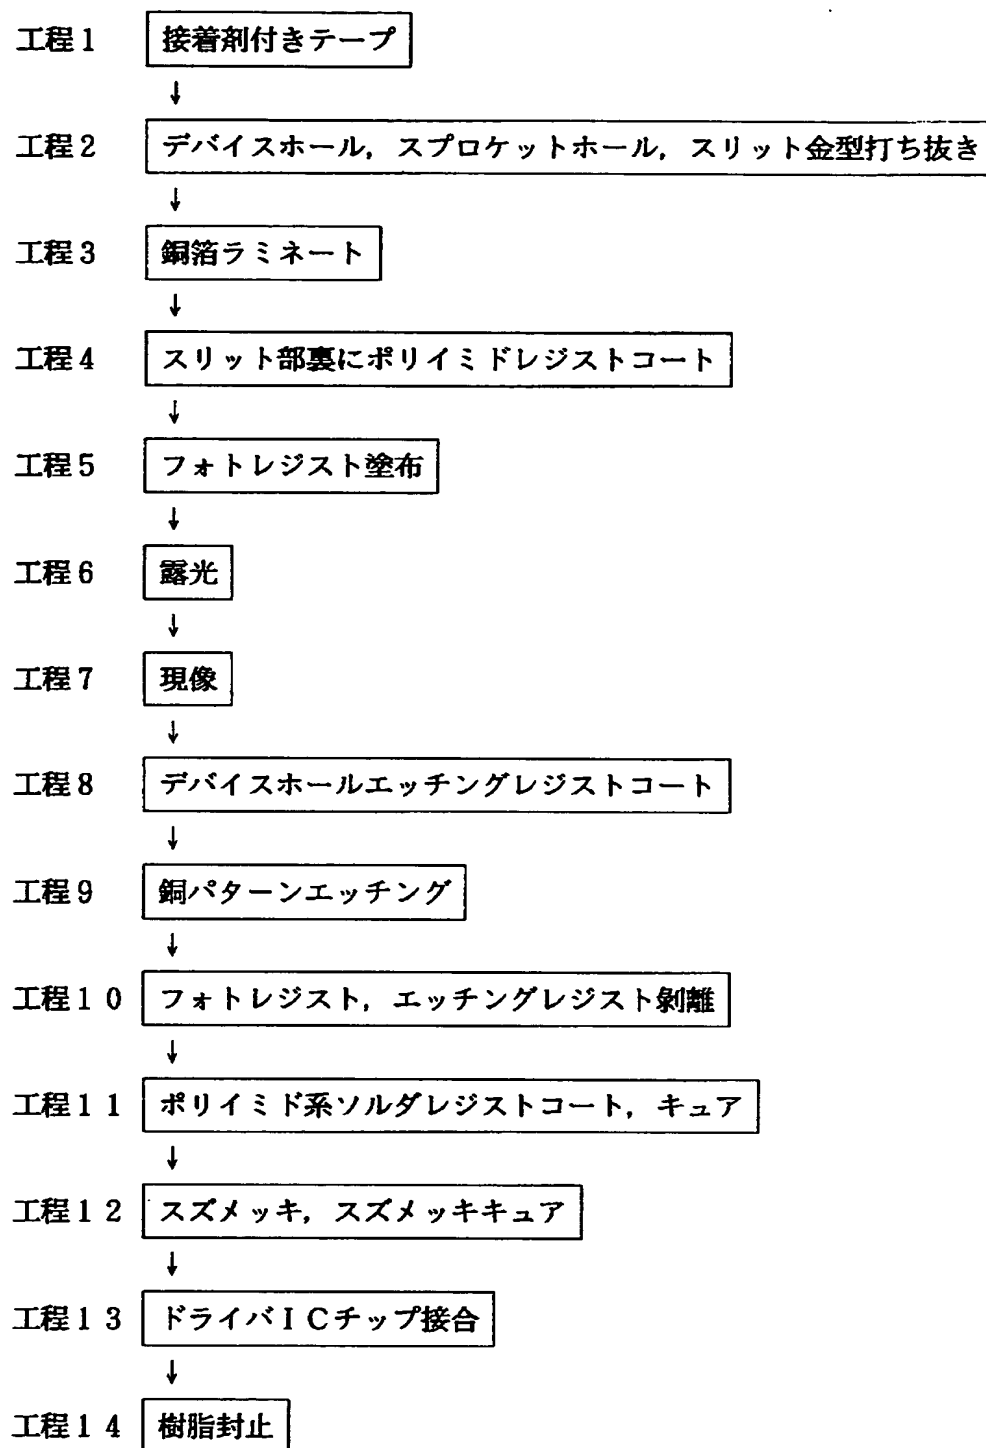 工程1 接着剤付きテープ
↓
工程2 デバイスホール，スプロケットホール，スリット金型打ち抜き
↓
工程3 銅箔ラミネート
↓
工程4 スリット部裏にポリイミドレジストコート
↓
工程5 フォトレジスト塗布
↓
工程6 露光
↓
工程7 現像
↓
工程8 デバイスホールエッチングレジストコート
↓
工程9 銅パターンエッチング
↓
工程10 フォトレジスト，エッチングレジスト剝離
↓
工程11 ポリイミド系ソルダレジストコート，キュア
↓
工程12 スズメッキ，スズメッキキュア
↓
工程13 ドライバICチップ接合
↓
工程14 樹脂封止